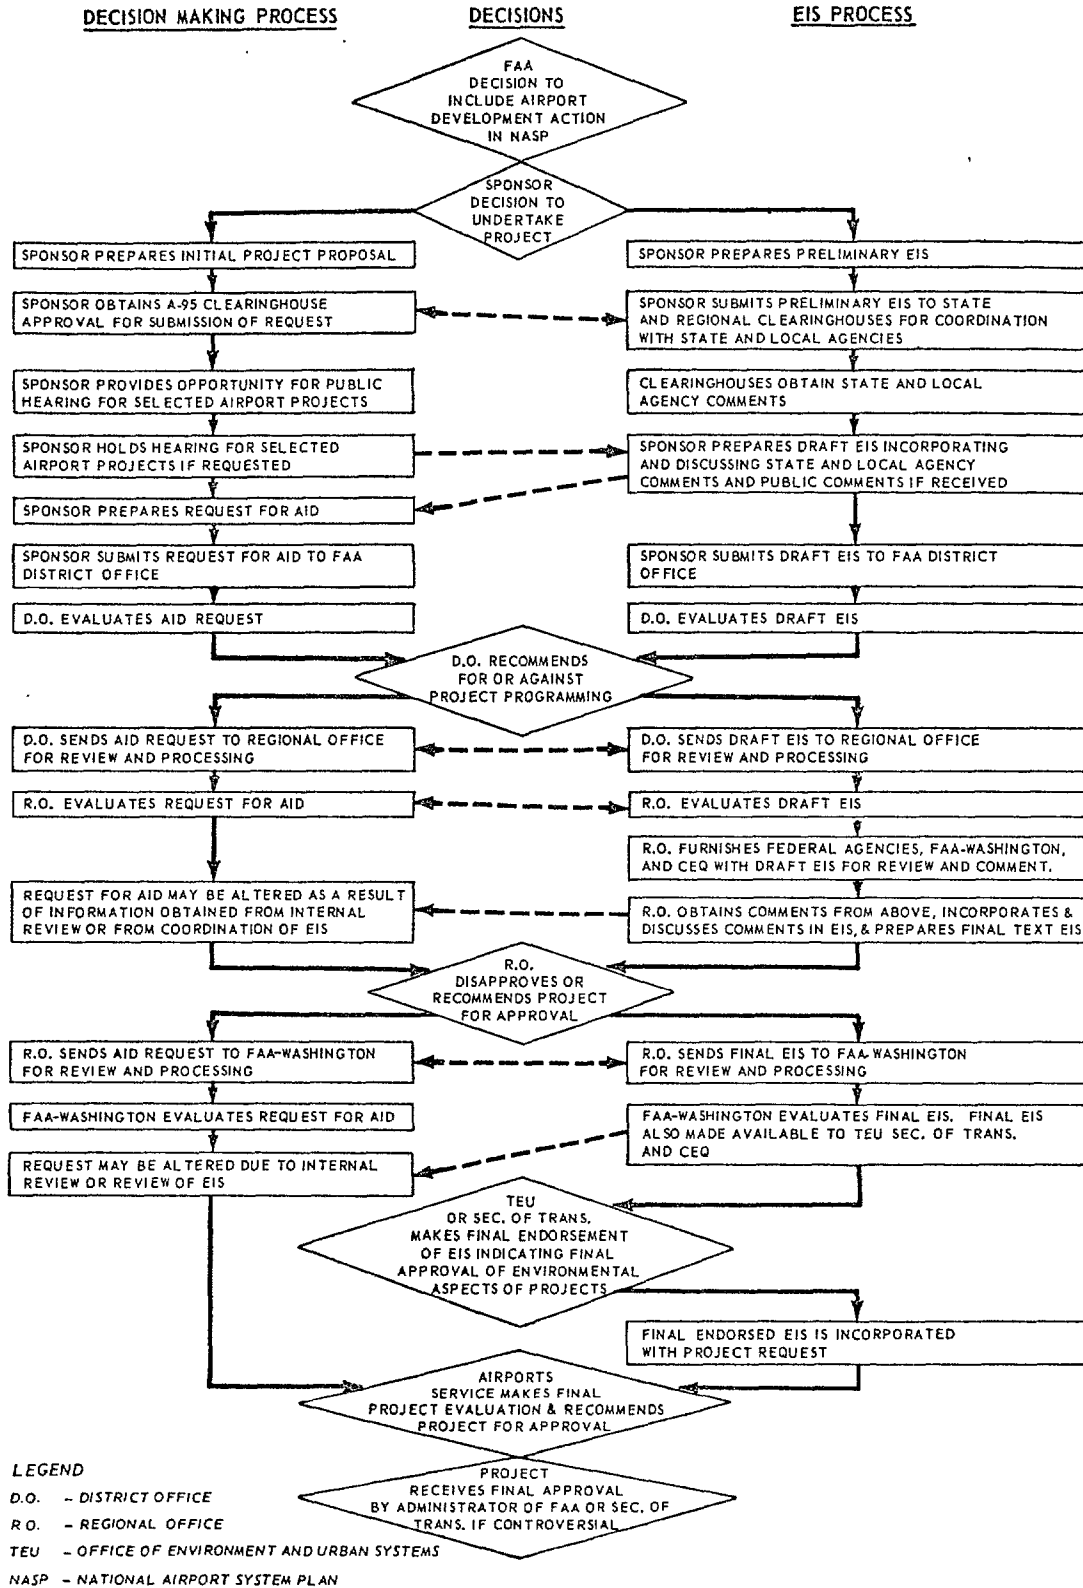 DECISION MAKING PROCESS
DECISIONS
EIS PROCESS
FAA
DECISION TO
INCLUDE AIRPORT
DEVELOPMENT ACTION
IN NASP
SPONSOR
DECISION TO
UNDERTAKE
PROJECT
SPONSOR PREPARES INITIAL PROJECT PROPOSAL
SPONSOR PREPARES PRELIMINARY EIS
SPONSOR OBTAINS A-95 CLEARINGHOUSE
APPROVAL FOR SUBMISSION OF REQUEST
SPONSOR SUBMITS PRELIMINARY EIS TO STATE
AND REGIONAL CLEARINGHOUSES FOR COORDINATION
WITH STATE AND LOCAL AGENCIES
SPONSOR PROVIDES OPPORTUNITY FOR PUBLIC
HEARING FOR SELECTED AIRPORT PROJECTS
CLEARINGHOUSES OBTAIN STATE AND LOCAL
AGENCY COMMENTS
SPONSOR HOLDS HEARING FOR SELECTED
AIRPORT PROJECTS IF REQUESTED
SPONSOR PREPARES DRAFT EIS INCORPORATING
AND DISCUSSING STATE AND LOCAL AGENCY
COMMENTS AND PUBLIC COMMENTS IF RECEIVED
SPONSOR PREPARES REQUEST FOR AID
SPONSOR SUBMITS REQUEST FOR AID TO FAA
DISTRICT OFFICE
SPONSOR SUBMITS DRAFT EIS TO FAA DISTRICT
OFFICE
D.O. EVALUATES AID REQUEST
D.O. EVALUATES DRAFT EIS
D.O. RECOMMENDS
FOR OR AGAINST
PROJECT PROGRAMMING
D.O. SENDS AID REQUEST TO REGIONAL OFFICE
FOR REVIEW AND PROCESSING
D.O. SENDS DRAFT EIS TO REGIONAL OFFICE
FOR REVIEW AND PROCESSING
R.O. EVALUATES REQUEST FOR AID
R.O. EVALUATES DRAFT EIS
R.O. FURNISHES FEDERAL AGENCIES, FAA-WASHINGTON,
AND CEQ WITH DRAFT EIS FOR REVIEW AND COMMENT.
REQUEST FOR AID MAY BE ALTERED AS A RESULT
OF INFORMATION OBTAINED FROM INTERNAL
REVIEW OR FROM COORDINATION OF EIS
R.O. OBTAINS COMMENTS FROM ABOVE, INCORPORATES &
DISCUSSES COMMENTS IN EIS, & PREPARES FINAL TEXT EIS
R.O.
DISAPPROVES OR
RECOMMENDS PROJECT
FOR APPROVAL
R.O. SENDS AID REQUEST TO FAA-WASHINGTON
FOR REVIEW AND PROCESSING
R.O. SENDS FINAL EIS TO FAA-WASHINGTON
FOR REVIEW AND PROCESSING
FAA-WASHINGTON EVALUATES REQUEST FOR AID
FAA-WASHINGTON EVALUATES FINAL EIS. FINAL EIS
ALSO MADE AVAILABLE TO TEU SEC. OF TRANS.
AND CEQ
REQUEST MAY BE ALTERED DUE TO INTERNAL
REVIEW OR REVIEW OF EIS
TEU
OR SEC. OF TRANS.
MAKES FINAL ENDORSEMENT
OF EIS INDICATING FINAL
APPROVAL OF ENVIRONMENTAL
ASPECTS OF PROJECTS
FINAL ENDORSED EIS IS INCORPORATED
WITH PROJECT REQUEST
AIRPORTS
SERVICE MAKES FINAL
PROJECT EVALUATION & RECOMMENDS
PROJECT FOR APPROVAL
PROJECT
RECEIVES FINAL APPROVAL
BY ADMINISTRATOR OF FAA OR SEC. OF
TRANS. IF CONTROVERSIAL
LEGEND
D.O. - DISTRICT OFFICE
R O. - REGIONAL OFFICE
TEU - OFFICE OF ENVIRONMENT AND URBAN SYSTEMS
NASP - NATIONAL AIRPORT SYSTEM PLAN